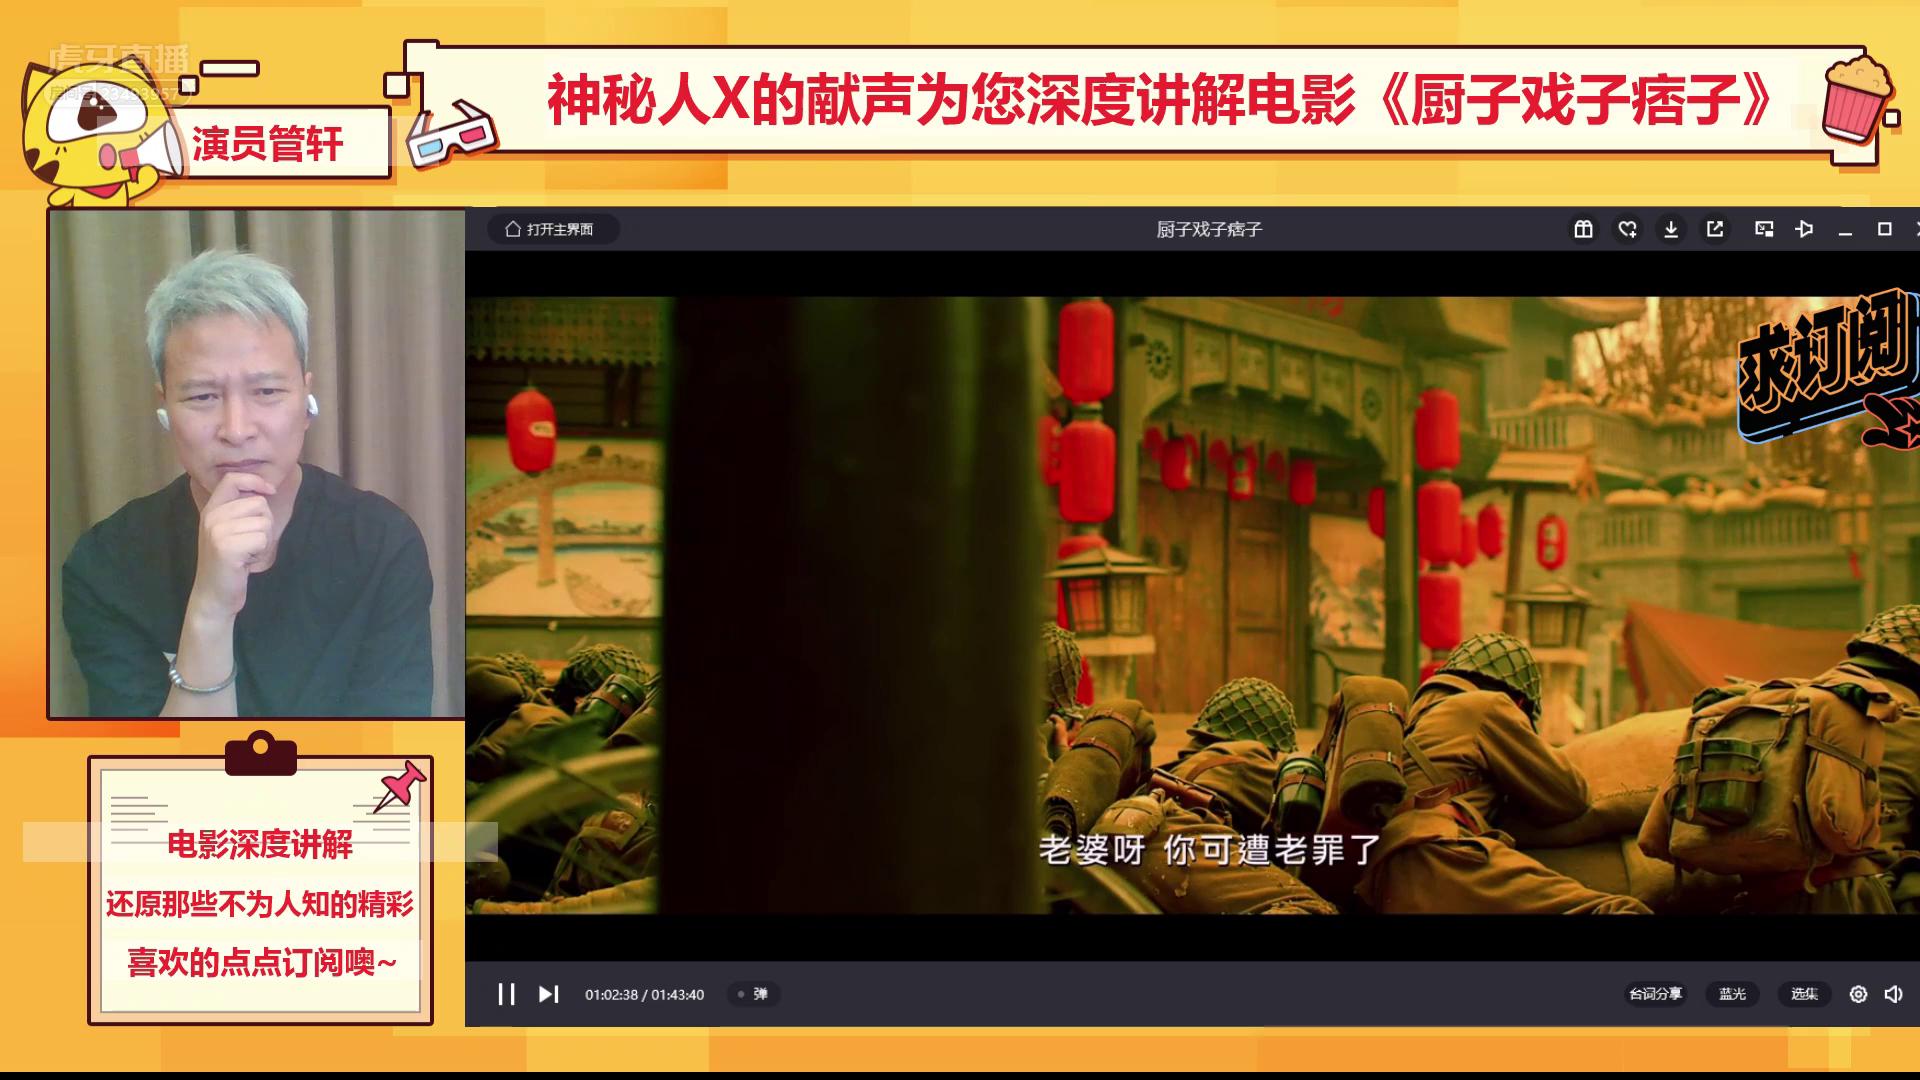 虎牙直播
房间号 23493957
演员管轩
神秘人X的献声为您深度讲解电影《厨子戏子痞子》
打开主界面
厨子戏子痞子
求订阅
老婆呀 你可遭老罪了
电影深度讲解
还原那些不为人知的精彩
喜欢的点点订阅噢~
01:02:38 / 01:43:40
弹
台词分享
蓝光
选集